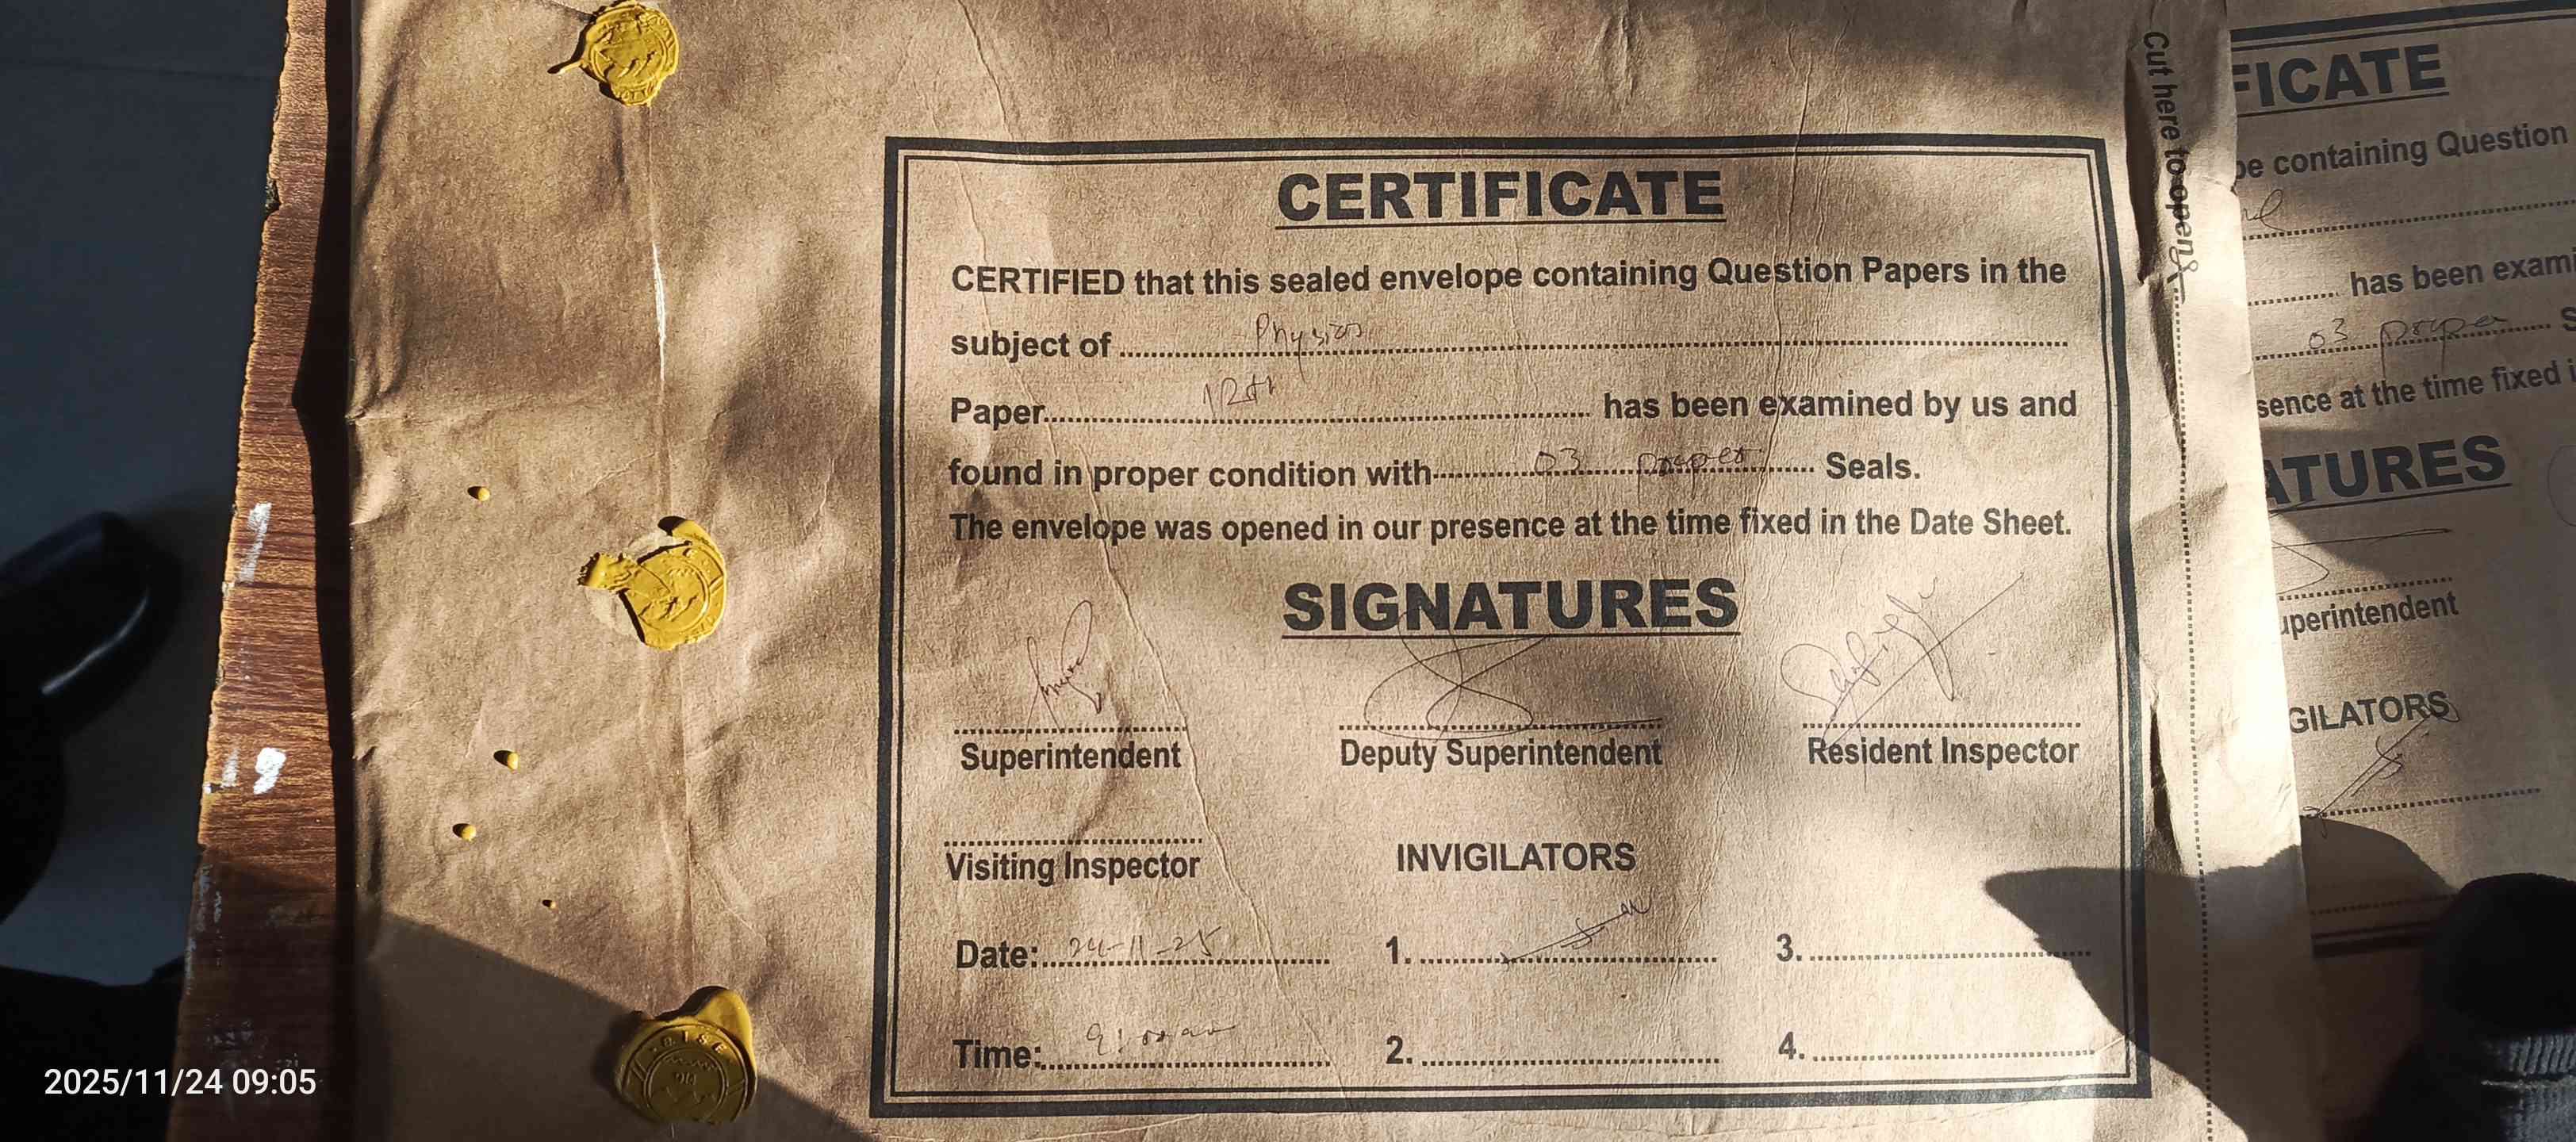 CERTIFICATE
CERTIFIED that this sealed envelope containing Question Papers in the
subject of Physics
Paper 12th has been examined by us and
found in proper condition with 03 proper Seals.
The envelope was opened in our presence at the time fixed in the Date Sheet.
SIGNATURES
Superintendent Deputy Superintendent Resident Inspector
Visiting Inspector INVIGILATORS
Date: 24-11-25 1. 3.
Time: 9:00 2. 4.
Cut here to open
FICATE
pe containing Question
has been exami
03 proper S
sence at the time fixed i
ATURES
uperintendent
GILATORS
2025/11/24 09:05